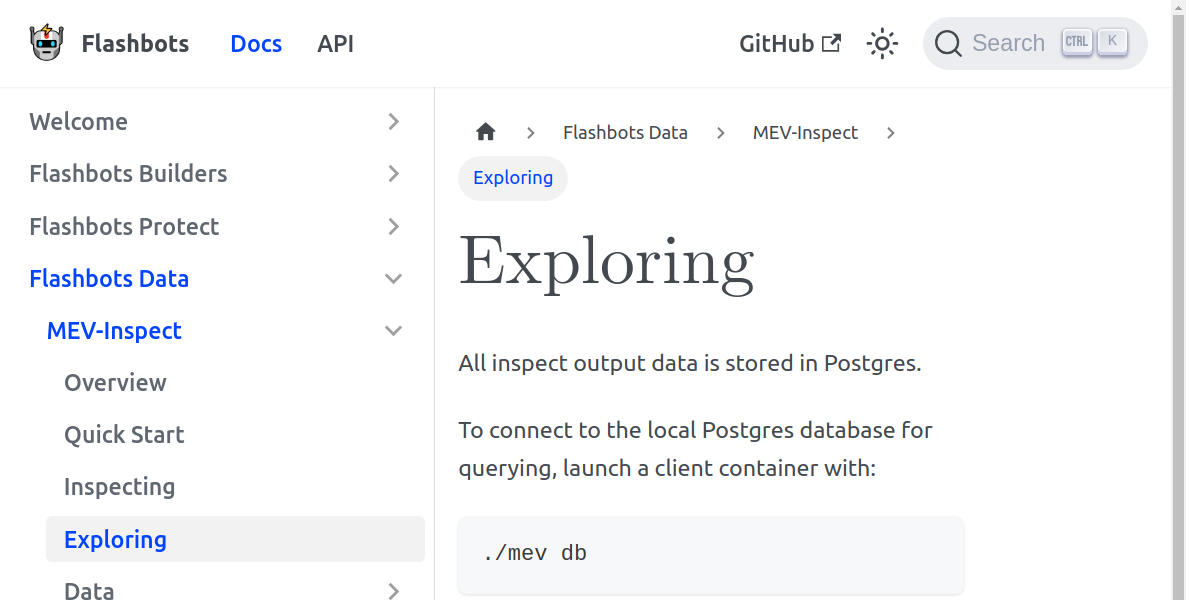 Flashbots
Docs
API
GitHub
Search
CTRL
K
Welcome
Flashbots Builders
Flashbots Protect
Flashbots Data
MEV-Inspect
Overview
Quick Start
Inspecting
Exploring
Data
Flashbots Data
MEV-Inspect
Exploring
Exploring
All inspect output data is stored in Postgres.
To connect to the local Postgres database for
querying, launch a client container with:
./mev db